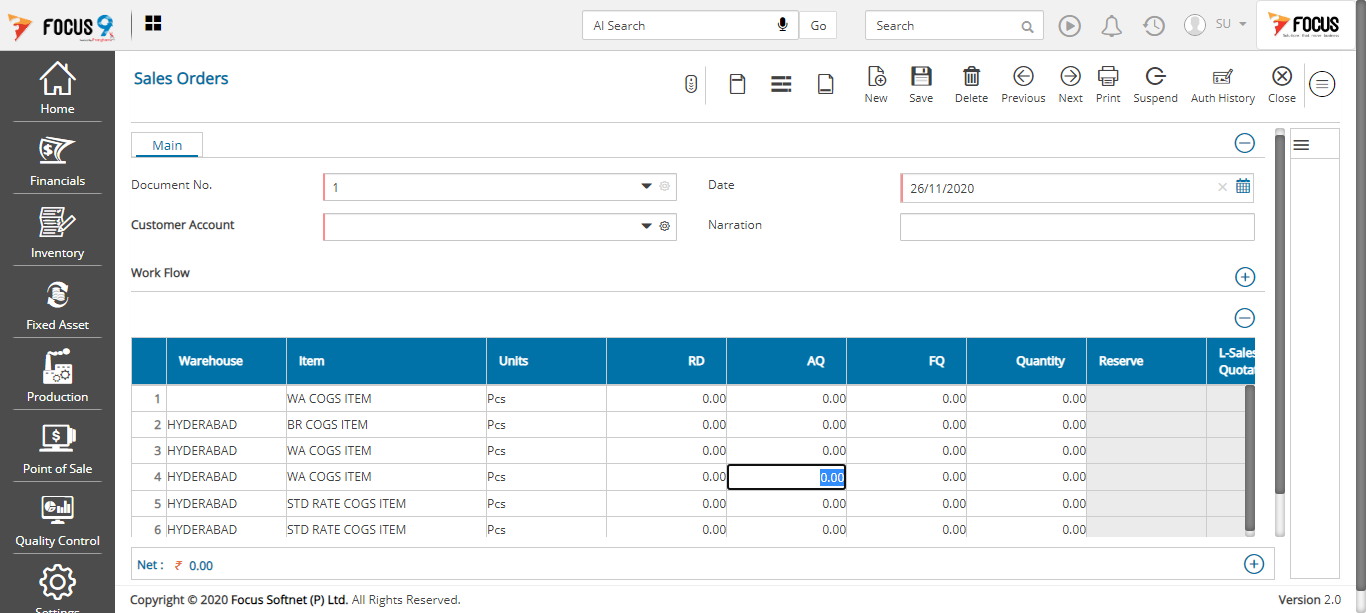 FOCUS 9
AI Search
Go
Search
SU
FOCUS
Home
Financials
Inventory
Fixed Asset
Production
Point of Sale
Quality Control
Settings
Sales Orders
New Save Delete Previous Next Print Suspend Auth History Close
Main
Document No. 1 Date 26/11/2020
Customer Account Narration
Work Flow
Warehouse Item Units RD AQ FQ Quantity Reserve L-Sales
1 WA COGS ITEM Pcs 0.00 0.00 0.00 0.00
2 HYDERABAD BR COGS ITEM Pcs 0.00 0.00 0.00 0.00
3 HYDERABAD WA COGS ITEM Pcs 0.00 0.00 0.00 0.00
4 HYDERABAD WA COGS ITEM Pcs 0.00 0.00 0.00 0.00
5 HYDERABAD STD RATE COGS ITEM Pcs 0.00 0.00 0.00 0.00
6 HYDERABAD STD RATE COGS ITEM Pcs 0.00 0.00 0.00 0.00
Net : ₹ 0.00
Copyright © 2020 Focus Softnet (P) Ltd. All Rights Reserved.
Version 2.0